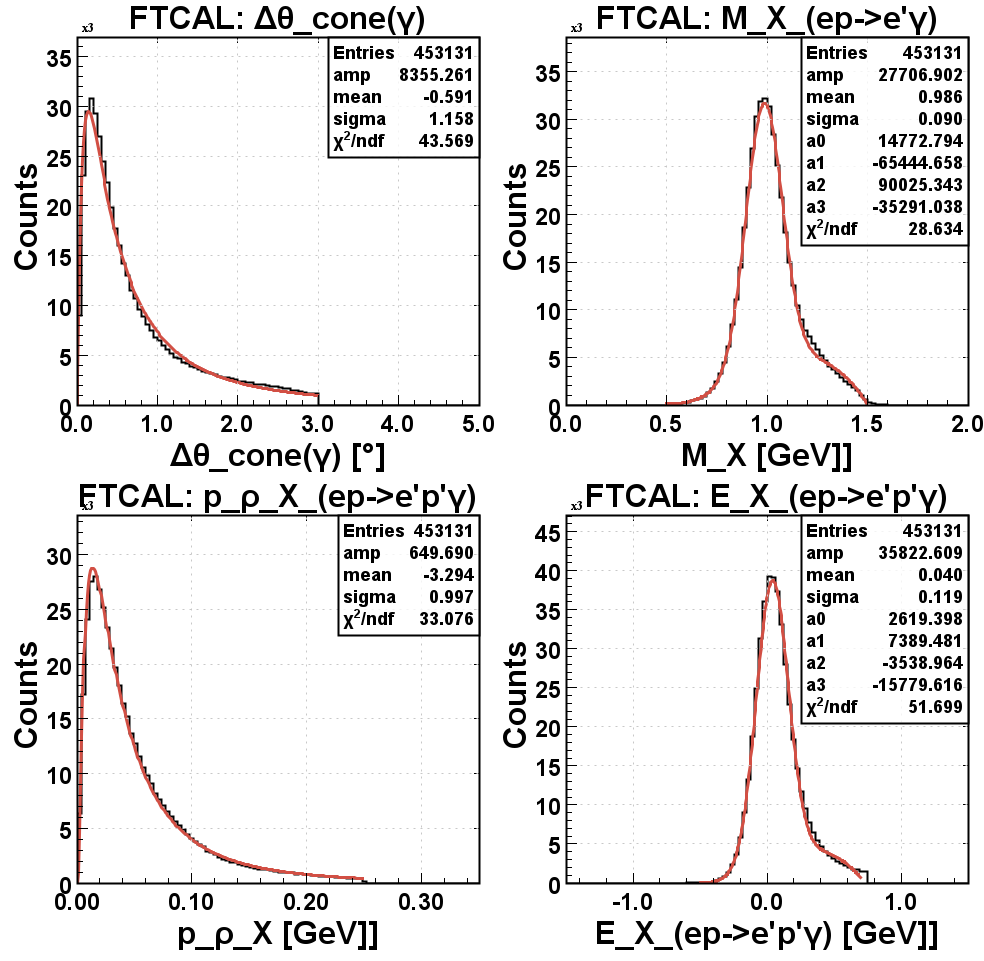 FTCAL: Δθ_cone(γ)
x3
Entries 453131
amp 8355.261
mean -0.591
sigma 1.158
χ²/ndf 43.569
35
30
25
20
15
10
5
0
Counts
0.0 1.0 2.0 3.0 4.0 5.0
Δθ_cone(γ) [°]
FTCAL: M_X_(ep->e'γ)
x3
Entries 453131
amp 27706.902
mean 0.986
sigma 0.090
a0 14772.794
a1 -65444.658
a2 90025.343
a3 -35291.038
χ²/ndf 28.634
35
30
25
20
15
10
5
0
Counts
0.0 0.5 1.0 1.5 2.0
M_X [GeV]]
FTCAL: p_ρ_X_(ep->e'p'γ)
x3
Entries 453131
amp 649.690
mean -3.294
sigma 0.997
χ²/ndf 33.076
30
25
20
15
10
5
0
Counts
0.00 0.10 0.20 0.30
p_ρ_X [GeV]]
FTCAL: E_X_(ep->e'p'γ)
x3
Entries 453131
amp 35822.609
mean 0.040
sigma 0.119
a0 2619.398
a1 7389.481
a2 -3538.964
a3 -15779.616
χ²/ndf 51.699
45
40
35
30
25
20
15
10
5
0
Counts
-1.0 0.0 1.0
E_X_(ep->e'p'γ) [GeV]]